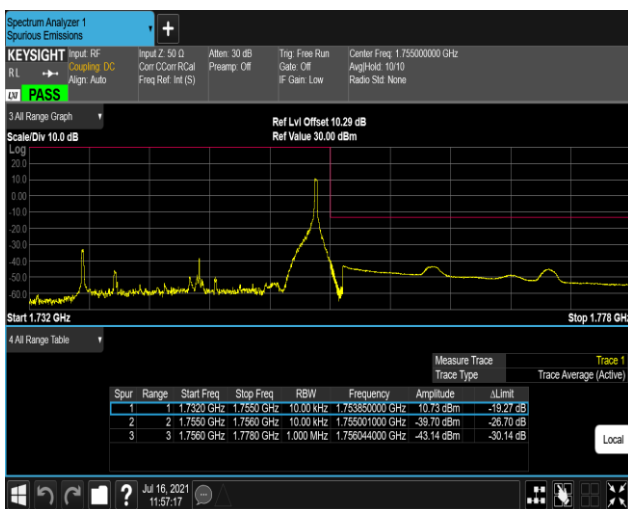 Spectrum Analyzer 1
Spurious Emissions
KEYSIGHT Input: RF Input Z: 50 Ω Atten: 30 dB Trig: Free Run Center Freq: 1.755000000 GHz
RL Coupling: DC Corr CCorr RCal Preamp: Off Gate: Off Avg|Hold: 10/10
Align: Auto Freq Ref: Int (S) IF Gain: Low Radio Std: None
LXI PASS
3 All Range Graph
Ref Lvl Offset 10.29 dB
Scale/Div 10.0 dB Ref Value 30.00 dBm
Log
20.0
10.0
0.00
-10.0
-20.0
-30.0
-40.0
-50.0
-60.0
Start 1.732 GHz Stop 1.778 GHz
4 All Range Table
Measure Trace Trace 1
Trace Type Trace Average (Active)
Spur Range Start Freq Stop Freq RBW Frequency Amplitude ΔLimit
1 1 1.7320 GHz 1.7550 GHz 10.00 kHz 1.753850000 GHz 10.73 dBm -19.27 dB
2 2 1.7550 GHz 1.7560 GHz 10.00 kHz 1.755001000 GHz -39.70 dBm -26.70 dB
3 3 1.7560 GHz 1.7780 GHz 1.000 MHz 1.756044000 GHz -43.14 dBm -30.14 dB
Local
? Jul 16, 2021
11:57:17